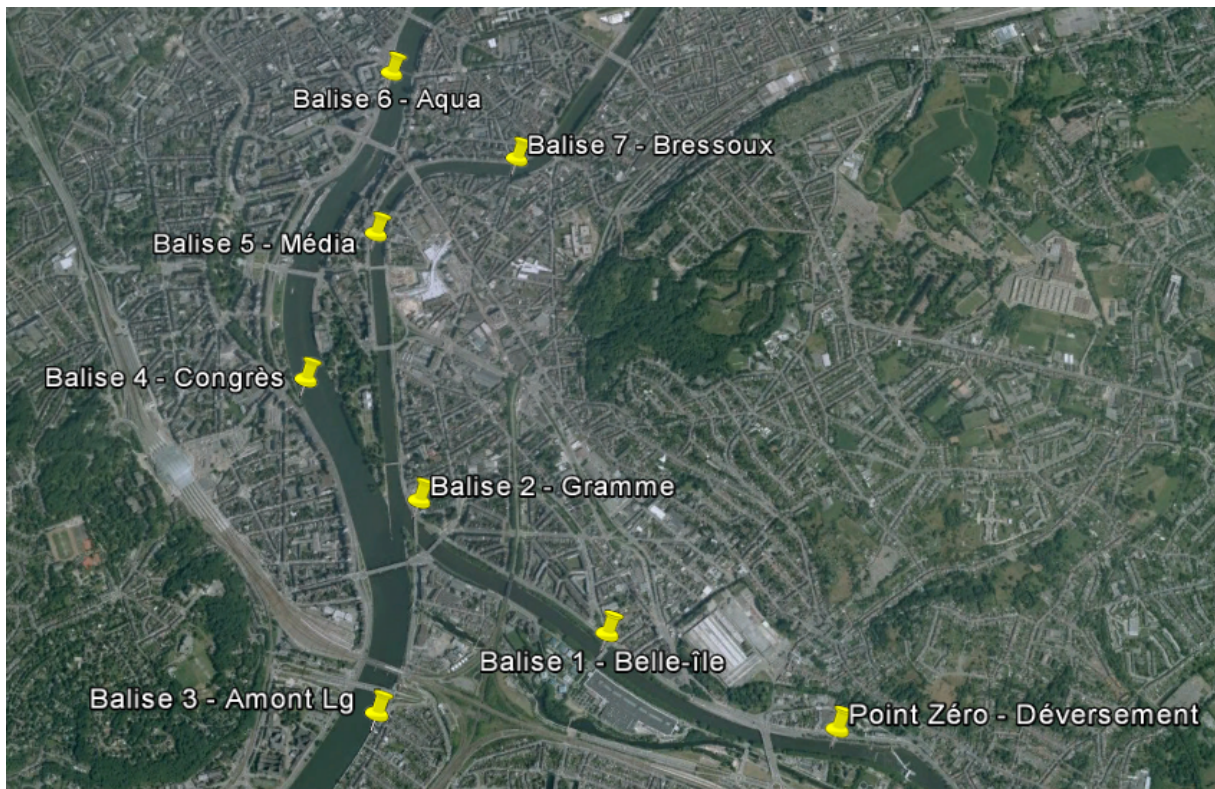 Balise 6 - Aqua
Balise 7 - Bressoux
Balise 5 - Média
Balise 4 - Congrès
Balise 2 - Gramme
Balise 1 - Belle-île
Balise 3 - Amont Lg
Point Zéro - Déversement